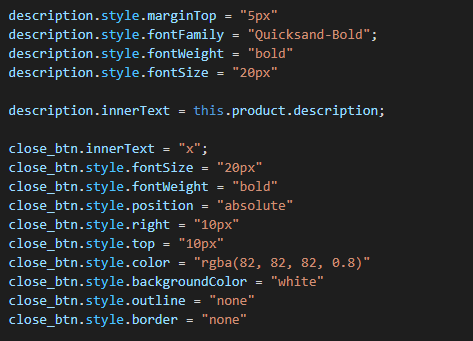 description.style.marginTop = "5px"
description.style.fontFamily = "Quicksand-Bold";
description.style.fontWeight = "bold"
description.style.fontSize = "20px"
description.innerText = this.product.description;
close_btn.innerText = "x";
close_btn.style.fontSize = "20px"
close_btn.style.fontWeight = "bold"
close_btn.style.position = "absolute"
close_btn.style.right = "10px"
close_btn.style.top = "10px"
close_btn.style.color = "rgba(82, 82, 82, 0.8)"
close_btn.style.backgroundColor = "white"
close_btn.style.outline = "none"
close_btn.style.border = "none"